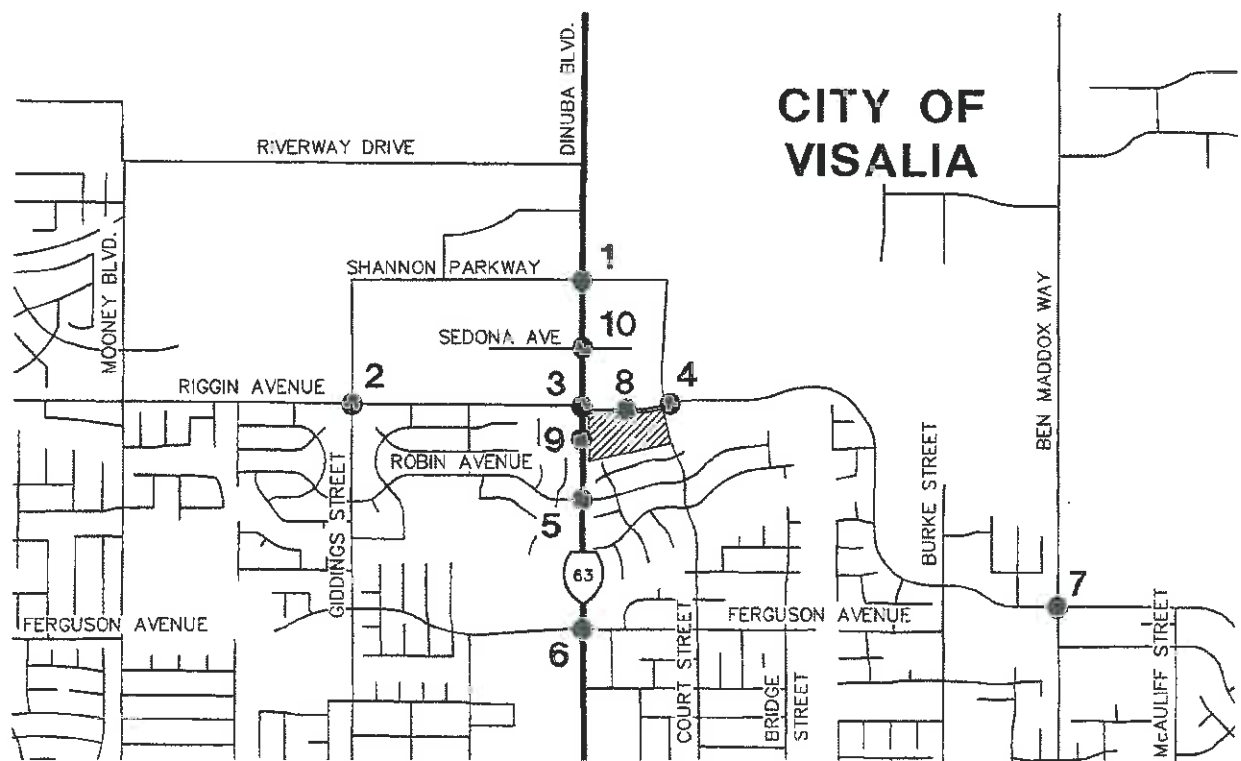 DINUBA BLVD.
CITY OF
VISALIA
RIVERWAY DRIVE
MOONEY BLVD.
SHANNON PARKWAY
1
BEN MADDOX WAY
SEDONA AVE
10
RIGGIN AVENUE
2
3
8
4
9
ROBIN AVENUE
5
GIDDINGS STREET
BURKE STREET
63
7
FERGUSON AVENUE
6
FERGUSON AVENUE
COURT STREET
BRIDGE
STREET
McAULIFF STREET